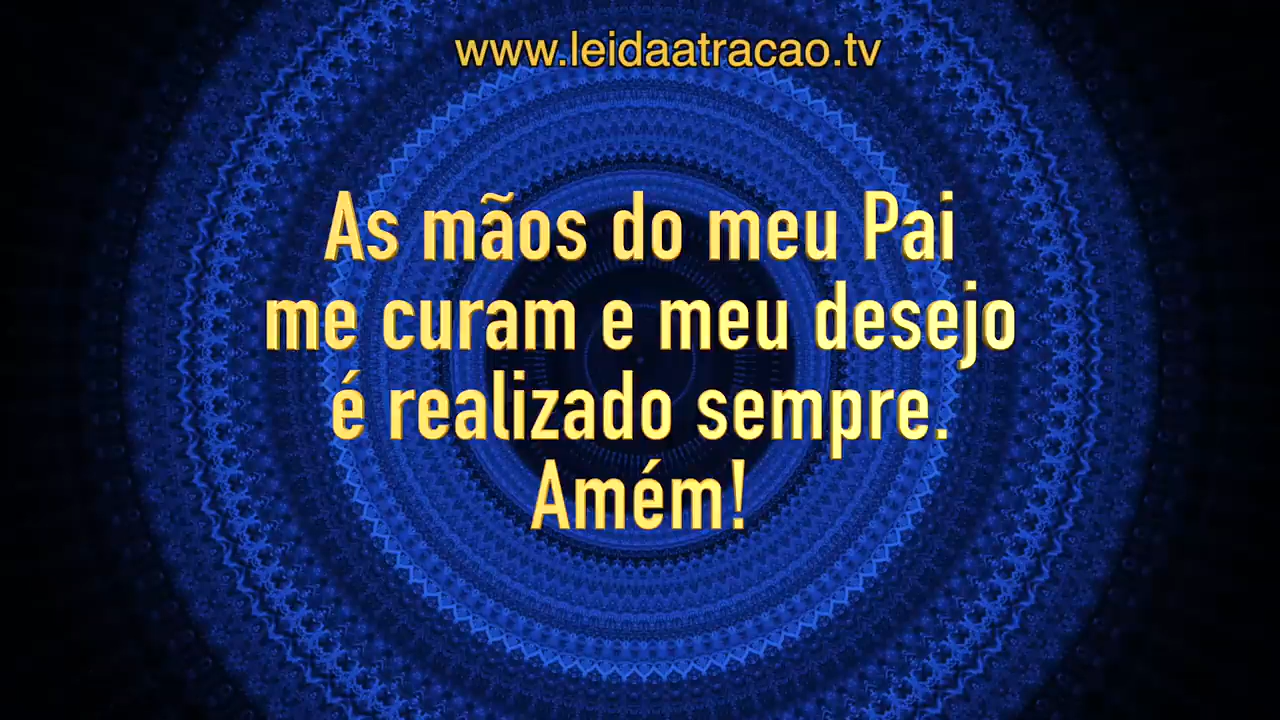 www.leidaatracao.tv
As mãos do meu Pai
me curam e meu desejo
é realizado sempre.
Amém!